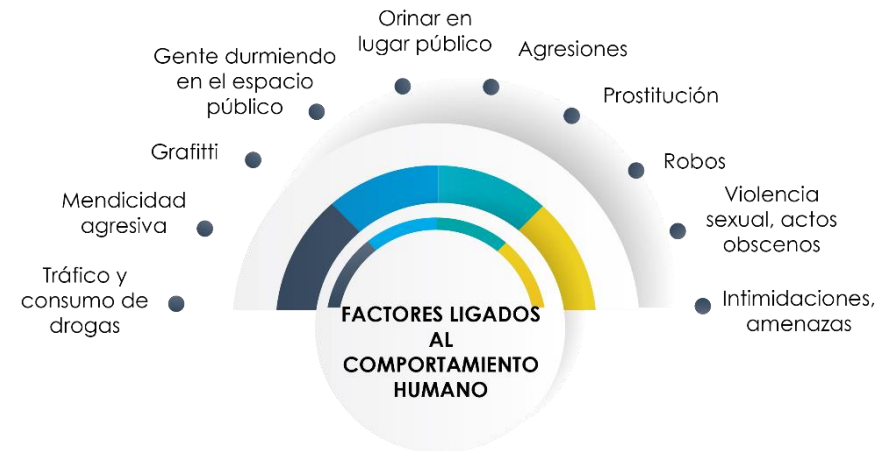 Tráfico y
consumo de
drogas
Mendicidad
agresiva
Grafitti
Gente durmiendo
en el espacio
público
Orinar en
lugar público
Agresiones
Prostitución
Robos
Violencia
sexual, actos
obscenos
Intimidaciones,
amenazas
FACTORES LIGADOS
AL
COMPORTAMIENTO
HUMANO